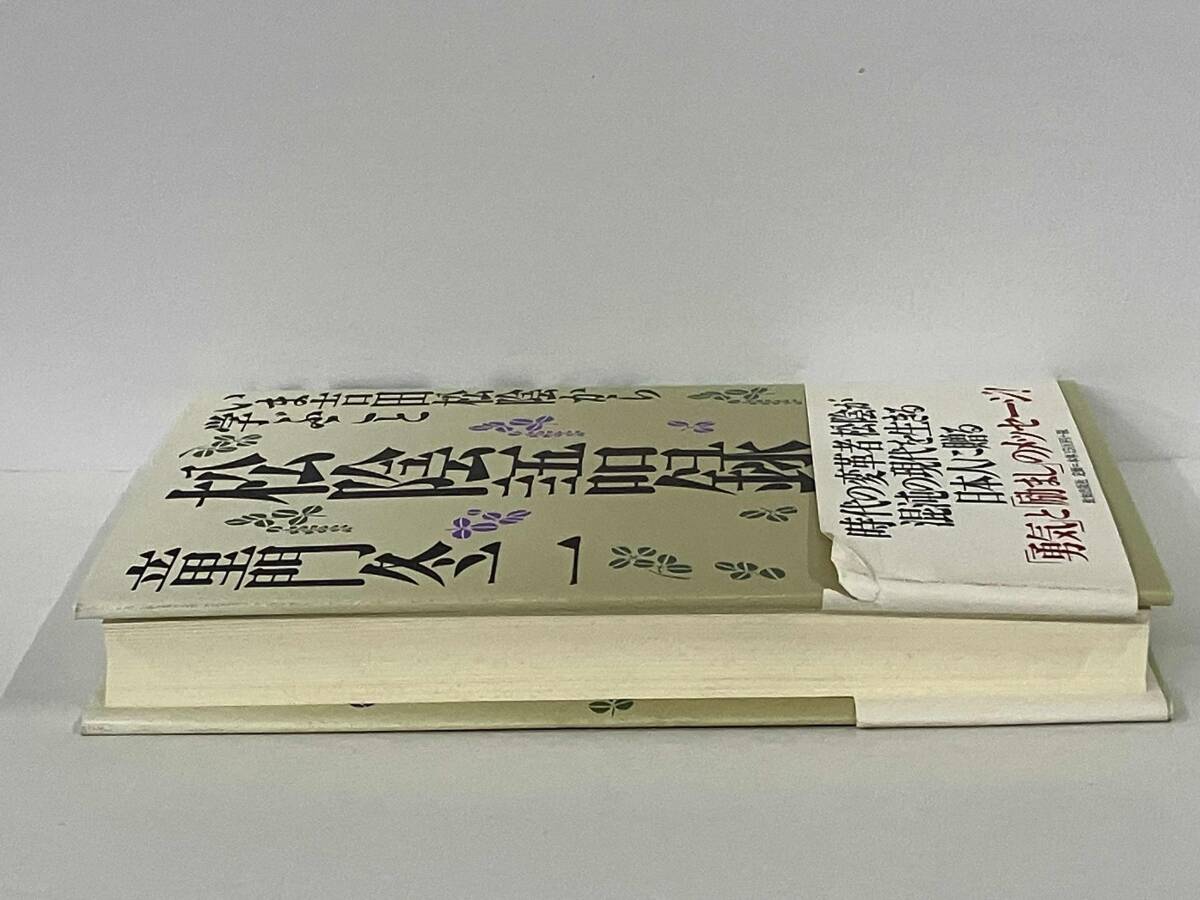 いま吉田松陰から
学ぶこと
松陰語録
童門冬二
時代の変革者・松陰が
混沌の現代を生きる
日本人に贈る
「勇気」と「励まし」のメッセージ!